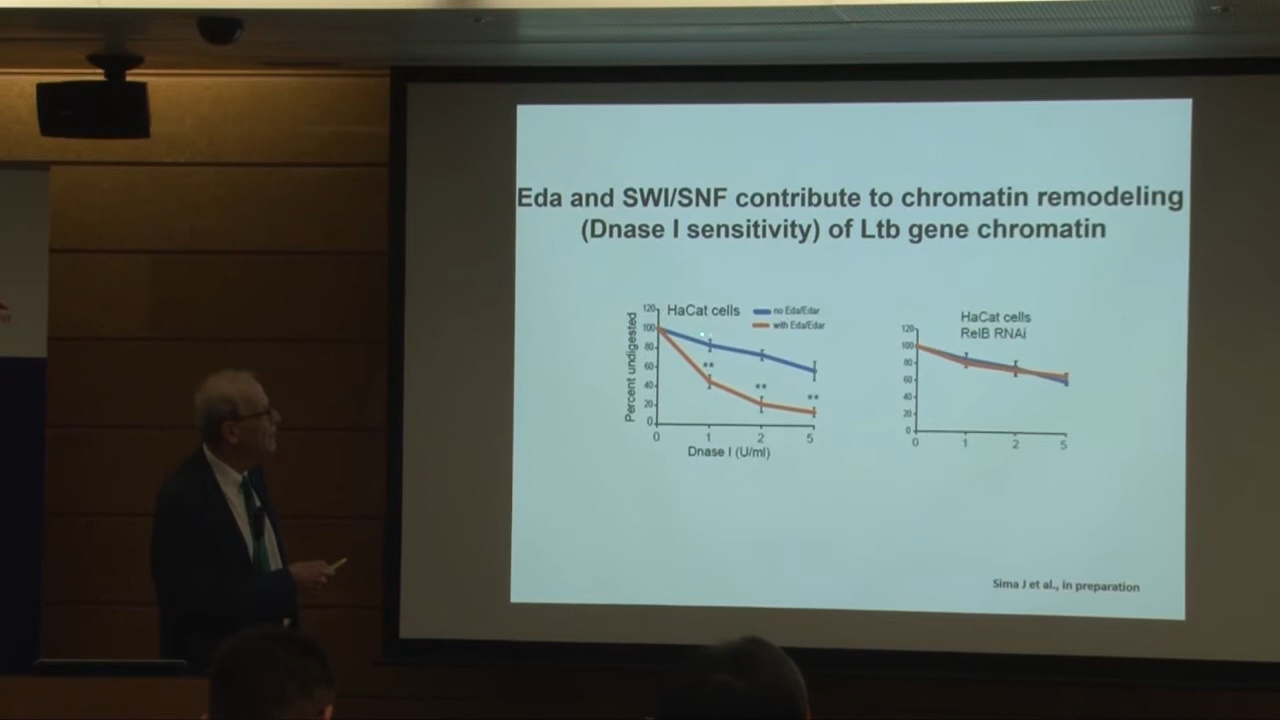 Eda and SWI/SNF contribute to chromatin remodeling
(Dnase I sensitivity) of Ltb gene chromatin
HaCat cells
no Eda/Edar
with Eda/Edar
Percent undigested
120
100
80
60
40
20
0
**
**
**
0 1 2 5
Dnase I (U/ml)
HaCat cells
RelB RNAi
120
100
80
60
40
20
0
0 1 2 5
Sima J et al., in preparation